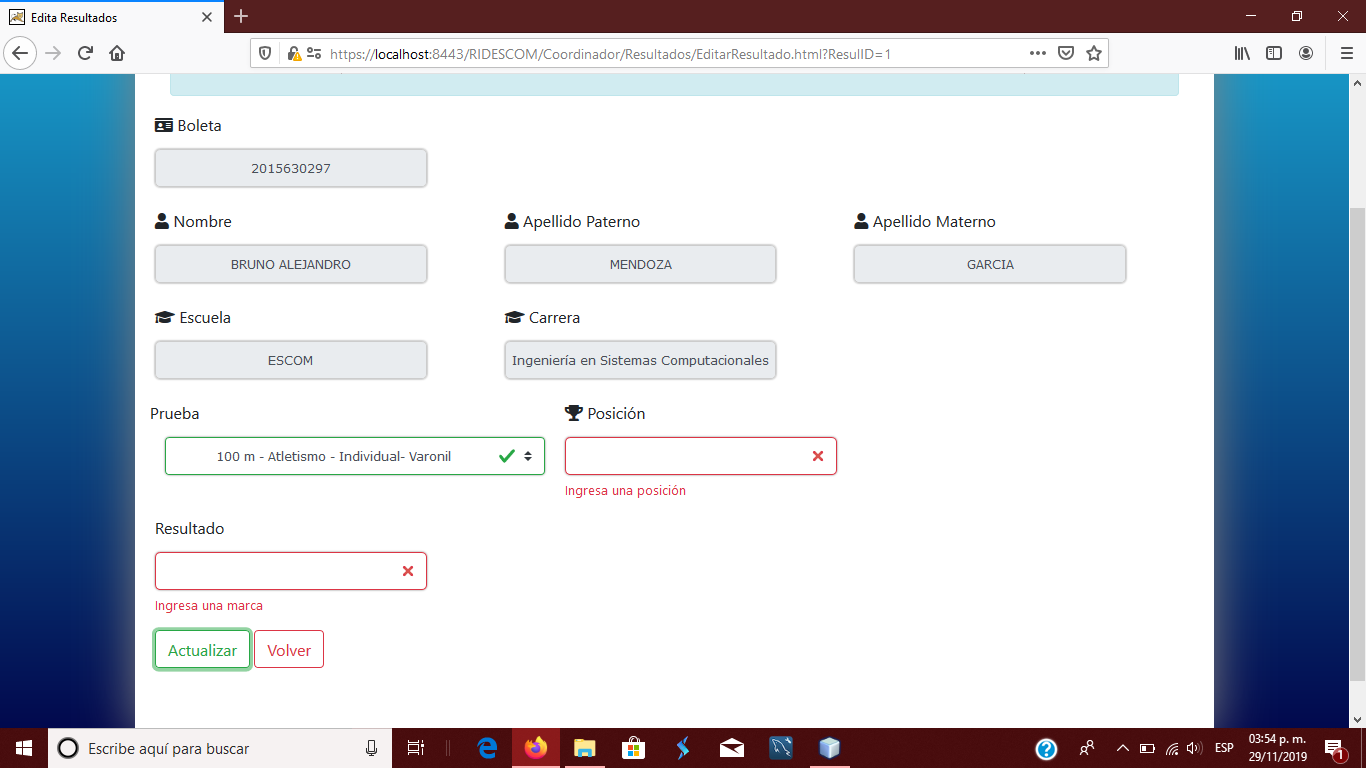 Edita Resultados
https://localhost:8443/RIDESCOM/Coordinador/Resultados/EditarResultado.html?ResulID=1
Boleta
2015630297
Nombre
Apellido Paterno
Apellido Materno
BRUNO ALEJANDRO
MENDOZA
GARCIA
Escuela
Carrera
ESCOM
Ingeniería en Sistemas Computacionales
Prueba
Posición
100 m - Atletismo - Individual- Varonil
Ingresa una posición
Resultado
Ingresa una marca
Actualizar
Volver
Escribe aquí para buscar
ESP
03:54 p. m.
29/11/2019
1